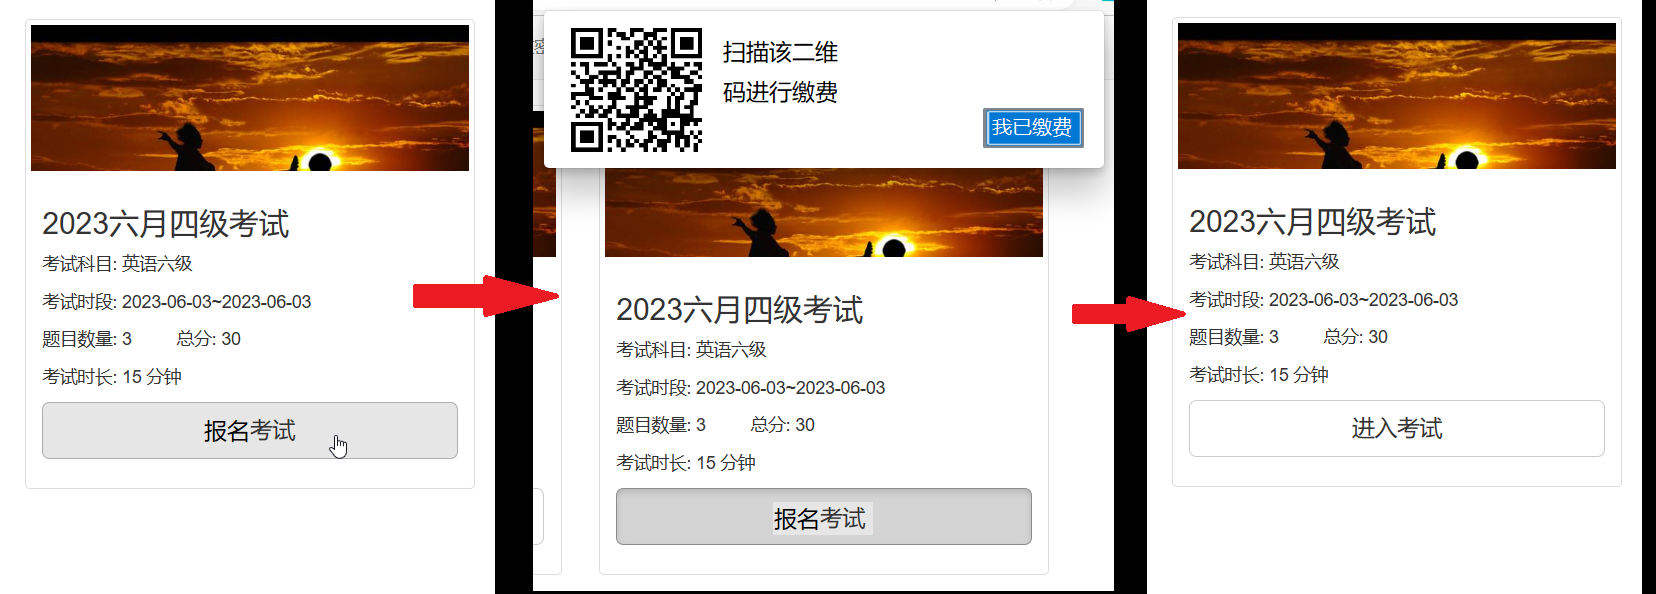 2023六月四级考试
考试科目: 英语六级
考试时段: 2023-06-03~2023-06-03
题目数量: 3 总分: 30
考试时长: 15 分钟
报名考试
扫描该二维
码进行缴费
我已缴费
2023六月四级考试
考试科目: 英语六级
考试时段: 2023-06-03~2023-06-03
题目数量: 3 总分: 30
考试时长: 15 分钟
报名考试
2023六月四级考试
考试科目: 英语六级
考试时段: 2023-06-03~2023-06-03
题目数量: 3 总分: 30
考试时长: 15 分钟
进入考试